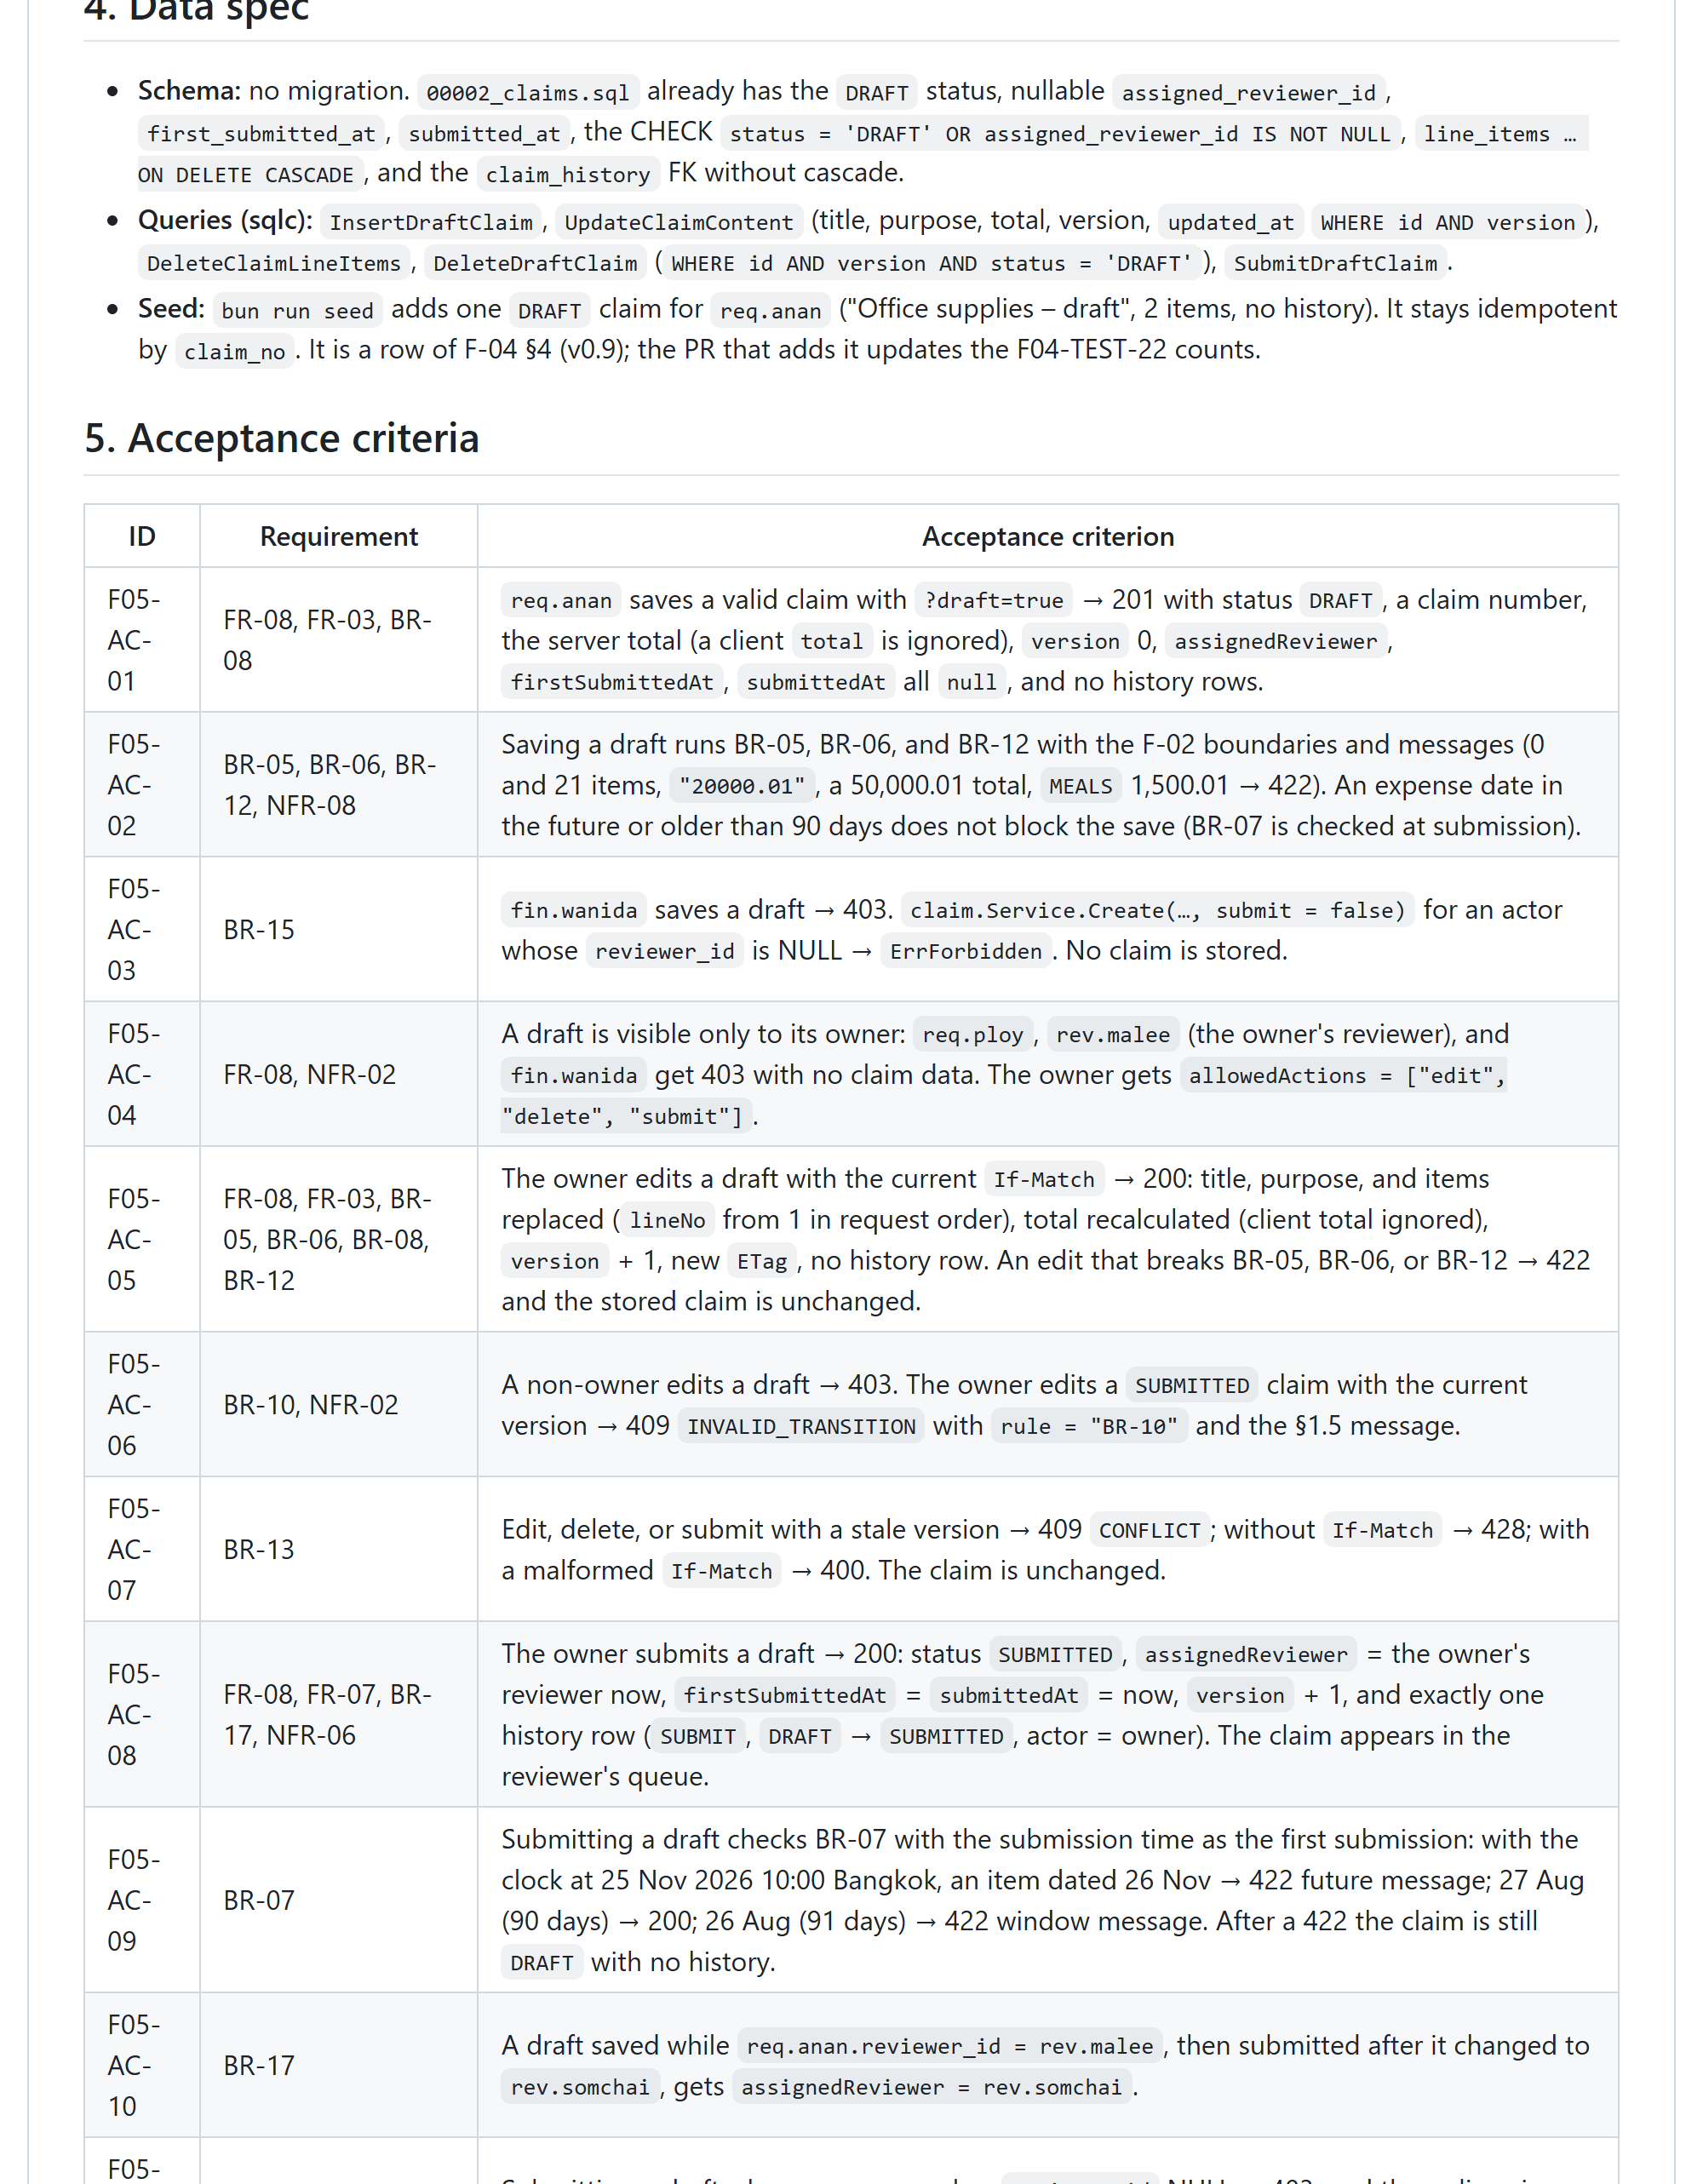 4. Data spec
• Schema: no migration. 00002_claims.sql already has the DRAFT status, nullable assigned_reviewer_id,
first_submitted_at, submitted_at, the CHECK status = 'DRAFT' OR assigned_reviewer_id IS NOT NULL, line_items …
ON DELETE CASCADE, and the claim_history FK without cascade.
• Queries (sqlc): InsertDraftClaim, UpdateClaimContent (title, purpose, total, version, updated_at WHERE id AND version),
DeleteClaimLineItems, DeleteDraftClaim (WHERE id AND version AND status = 'DRAFT'), SubmitDraftClaim.
• Seed: bun run seed adds one DRAFT claim for req.anan ("Office supplies – draft", 2 items, no history). It stays idempotent
by claim_no. It is a row of F-04 §4 (v0.9); the PR that adds it updates the F04-TEST-22 counts.
5. Acceptance criteria
ID Requirement Acceptance criterion
F05-
AC-
01
FR-08, FR-03, BR-
08
req.anan saves a valid claim with ?draft=true → 201 with status DRAFT, a claim number,
the server total (a client total is ignored), version 0, assignedReviewer,
firstSubmittedAt, submittedAt all null, and no history rows.
F05-
AC-
02
BR-05, BR-06, BR-
12, NFR-08
Saving a draft runs BR-05, BR-06, and BR-12 with the F-02 boundaries and messages (0
and 21 items, "20000.01", a 50,000.01 total, MEALS 1,500.01 → 422). An expense date in
the future or older than 90 days does not block the save (BR-07 is checked at submission).
F05-
AC-
03
BR-15
fin.wanida saves a draft → 403. claim.Service.Create(…, submit = false) for an actor
whose reviewer_id is NULL → ErrForbidden. No claim is stored.
F05-
AC-
04
FR-08, NFR-02
A draft is visible only to its owner: req.ploy, rev.malee (the owner's reviewer), and
fin.wanida get 403 with no claim data. The owner gets allowedActions = ["edit",
"delete", "submit"].
F05-
AC-
05
FR-08, FR-03, BR-
05, BR-06, BR-08,
BR-12
The owner edits a draft with the current If-Match → 200: title, purpose, and items
replaced (lineNo from 1 in request order), total recalculated (client total ignored),
version + 1, new ETag, no history row. An edit that breaks BR-05, BR-06, or BR-12 → 422
and the stored claim is unchanged.
F05-
AC-
06
BR-10, NFR-02
A non-owner edits a draft → 403. The owner edits a SUBMITTED claim with the current
version → 409 INVALID_TRANSITION with rule = "BR-10" and the §1.5 message.
F05-
AC-
07
BR-13
Edit, delete, or submit with a stale version → 409 CONFLICT; without If-Match → 428; with
a malformed If-Match → 400. The claim is unchanged.
F05-
AC-
08
FR-08, FR-07, BR-
17, NFR-06
The owner submits a draft → 200: status SUBMITTED, assignedReviewer = the owner's
reviewer now, firstSubmittedAt = submittedAt = now, version + 1, and exactly one
history row (SUBMIT, DRAFT → SUBMITTED, actor = owner). The claim appears in the
reviewer's queue.
F05-
AC-
09
BR-07
Submitting a draft checks BR-07 with the submission time as the first submission: with the
clock at 25 Nov 2026 10:00 Bangkok, an item dated 26 Nov → 422 future message; 27 Aug
(90 days) → 200; 26 Aug (91 days) → 422 window message. After a 422 the claim is still
DRAFT with no history.
F05-
AC-
10
BR-17
A draft saved while req.anan.reviewer_id = rev.malee, then submitted after it changed to
rev.somchai, gets assignedReviewer = rev.somchai.
F05-